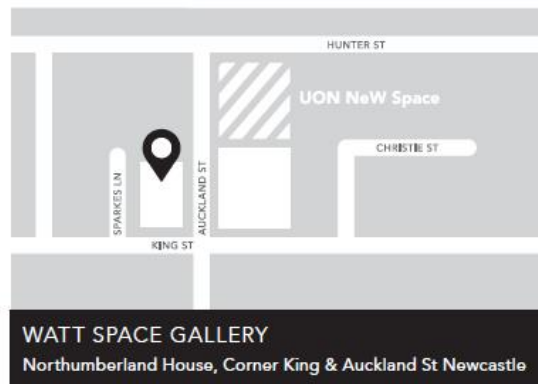 HUNTER ST
UON NeW Space
CHRISTIE ST
SPARKES LN
AUCKLAND ST
KING ST
WATT SPACE GALLERY
Northumberland House, Corner King & Auckland St Newcastle